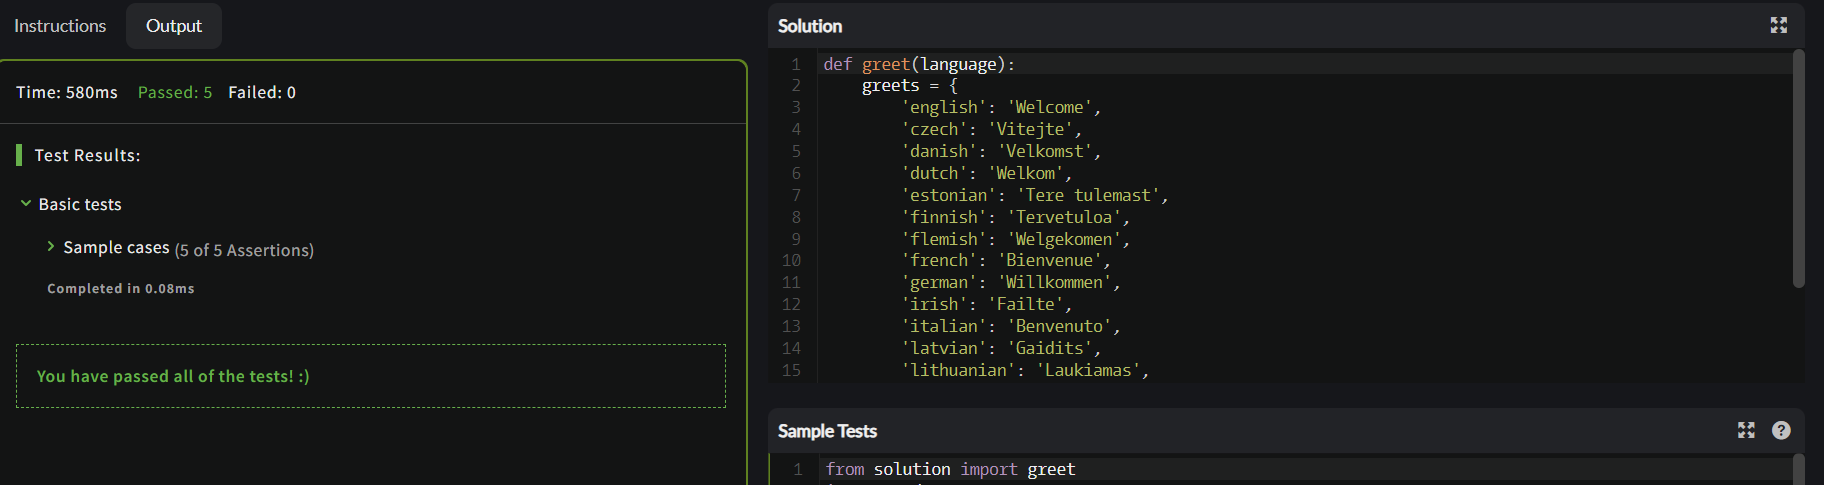 Instructions
Output
Time: 580ms Passed: 5 Failed: 0
Test Results:
Basic tests
Sample cases (5 of 5 Assertions)
Completed in 0.08ms
You have passed all of the tests! :)
Solution
1 def greet(language):
2     greets = {
3         'english': 'Welcome',
4         'czech': 'Vitejte',
5         'danish': 'Velkomst',
6         'dutch': 'Welkom',
7         'estonian': 'Tere tulemast',
8         'finnish': 'Tervetuloa',
9         'flemish': 'Welgekomen',
10         'french': 'Bienvenue',
11         'german': 'Willkommen',
12         'irish': 'Failte',
13         'italian': 'Benvenuto',
14         'latvian': 'Gaidits',
15         'lithuanian': 'Laukiamas',
Sample Tests
?
1 from solution import greet